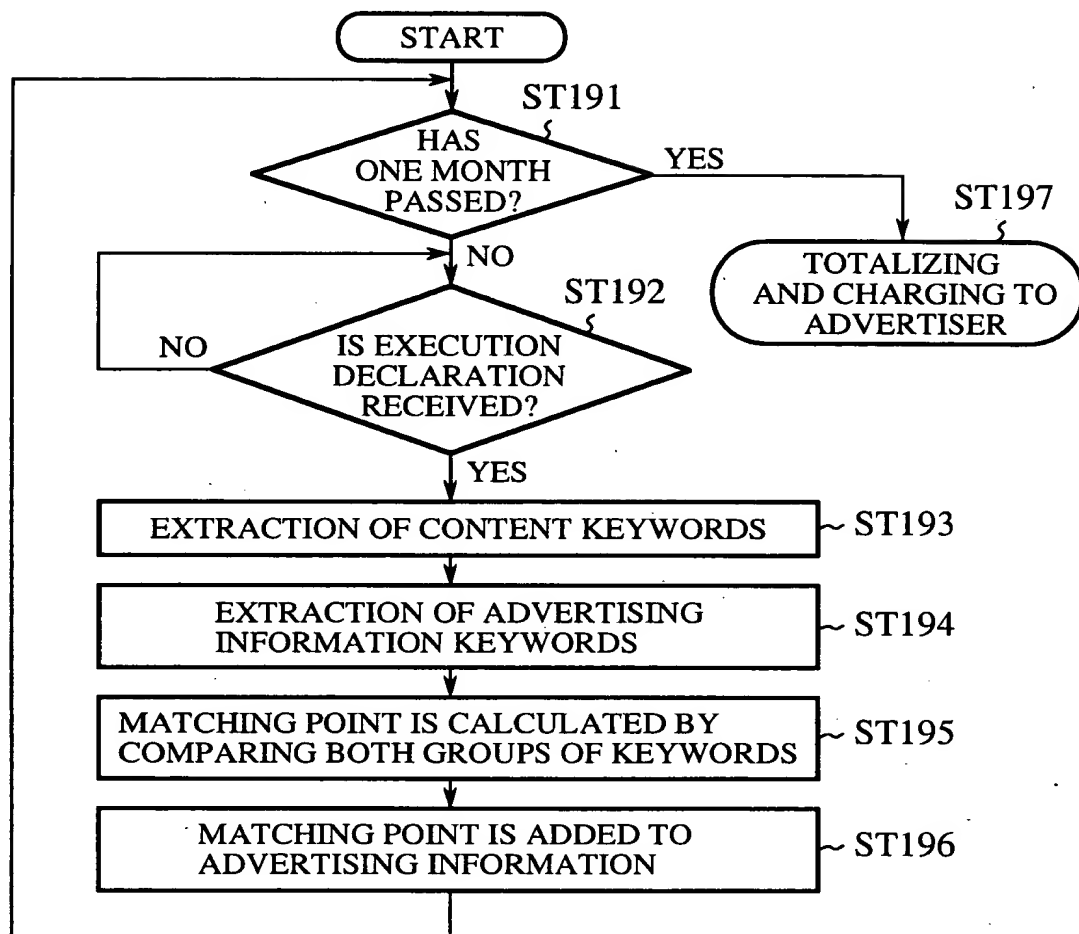 START
ST191
HAS
ONE MONTH
PASSED?
YES
ST197
TOTALIZING
AND CHARGING TO
ADVERTISER
NO
ST192
NO
IS EXECUTION
DECLARATION
RECEIVED?
YES
EXTRACTION OF CONTENT KEYWORDS
ST193
EXTRACTION OF ADVERTISING
INFORMATION KEYWORDS
ST194
MATCHING POINT IS CALCULATED BY
COMPARING BOTH GROUPS OF KEYWORDS
ST195
MATCHING POINT IS ADDED TO
ADVERTISING INFORMATION
ST196